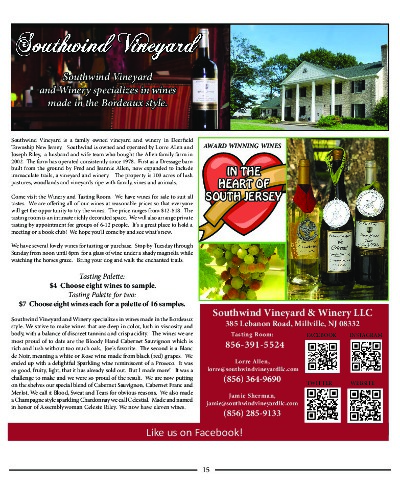 Southwind Vineyard
Southwind Vineyard
and Winery specializes in wines
made in the Bordeaux style.
Southwind Vineyard is a family owned vineyard and winery in Deerfield
Township New Jersey. Southwind is owned and operated by Lorre Allen and
Joseph Riley, a husband and wife team who bought the Allen family farm in
2002. The farm has operated consistently since 1978. First as a Dressage barn
built from the ground by Fred and Jeannie Allen, now expanded to include
immaculate trails, a vineyard and winery. The property is 100 acres of lush
pastures, woodlands and vineyards ripe with family, vines and animals.
Come visit the Winery and Tasting Room. We have wines for sale to suit all
tastes. We are offering all of our wines at reasonable prices so that everyone
will get the opportunity to try the wines. The price ranges from $12-$18. The
tasting room is an intimate richly decorated space. We will also arrange private
tasting by appointment for groups of 6-12 people. It's a great place to hold a
meeting or a book club! We hope you'll come by and see what's new.
We have several lovely wines for tasting or purchase. Stop by Tuesday through
Sunday from noon until 6pm for a glass of wine under a shady magnolia while
watching the horses graze. Bring your dog and walk the enchanted trails.
Tasting Palette:
$4 Choose eight wines to sample.
Tasting Palette for two:
$7 Choose eight wines each for a palette of 16 samples.
Southwind Vineyard and Winery specializes in wines made in the Bordeaux
style. We strive to make wines that are deep in color, lush in viscosity and
body, with a balance of discreet tannins and crisp acidity. The wines we are
most proud of to date are the Bloody Hand Cabernet Sauvignon which is
rich and lush without too much oak, Joe's favorite. The second is a Blanc
de Noir, meaning a white or Rose wine made from black (red) grapes. We
ended up with a delightful Sparkling wine reminiscent of a Prosecco. It was
so good, fruity, light, that it has already sold out. But I made more! It was a
challenge to make and we were so proud of the result. We are now putting
on the shelves our special blend of Cabernet Sauvignon, Cabernet Franc and
Merlot. We call it Blood, Sweat and Tears for obvious reasons. We also made
a Champagne style sparkling Chardonnay we call Celestial. Made and named
in honor of Assemblywoman Celeste Riley. We now have eleven wines.
AWARD WINNING WINES
IN THE
HEART OF
SOUTH JERSEY
Southwind Vineyard & Winery LLC
385 Lebanon Road, Millville, NJ 08332
Tasting Room:
856-391-5524
Lorre Allen,
lorre@southwindvineyardllc.com
(856) 364-9690
Jamie Sherman,
jamie@southwindvineyardllc.com
(856) 285-9133
FACEBOOK
INSTAGRAM
TWITTER
WEBSITE
Like us on Facebook!
15